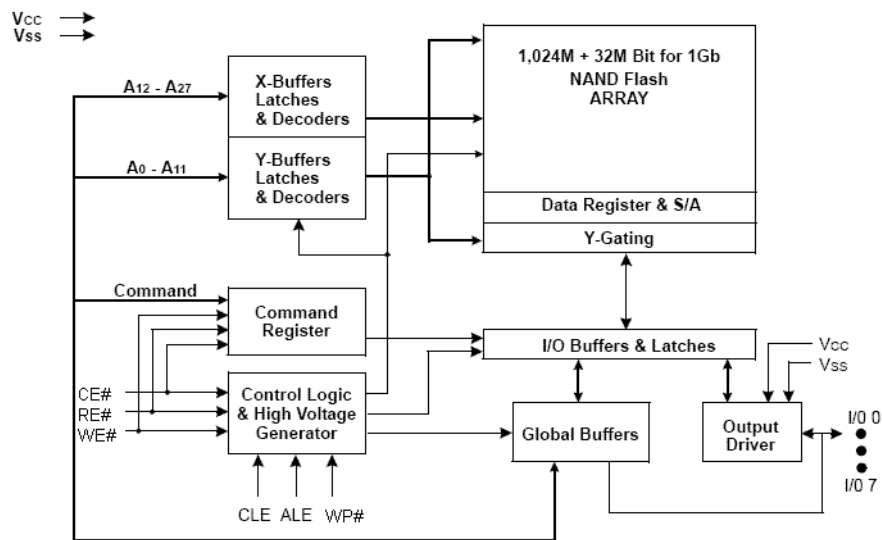 Vcc
Vss
1,024M + 32M Bit for 1Gb
NAND Flash
ARRAY
X-Buffers
Latches
& Decoders
A12 - A27
Y-Buffers
Latches
& Decoders
A0 - A11
Data Register & S/A
Y-Gating
Command
Command
Register
I/O Buffers & Latches
Vcc
Vss
CE#
RE#
WE#
Control Logic
& High Voltage
Generator
Global Buffers
Output
Driver
I/0 0
I/0 7
CLE ALE WP#